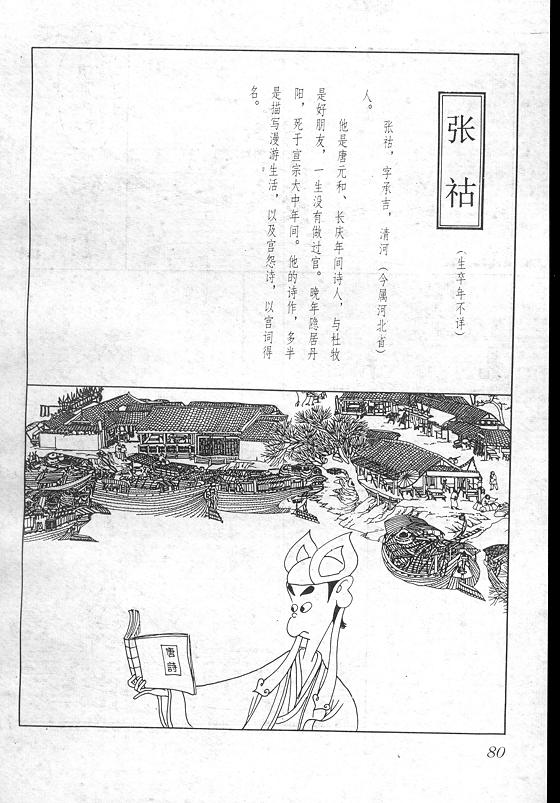 张祜
（生卒年不详）
张祜，字承吉，清河（今属河北省）
人。
他是唐元和、长庆年间诗人，与杜牧
是好朋友，一生没有做过官。晚年隐居丹
阳，死于宣宗大中年间。他的诗作，多半
是描写漫游生活，以及宫怨诗，以宫词得
名。
唐詩
80